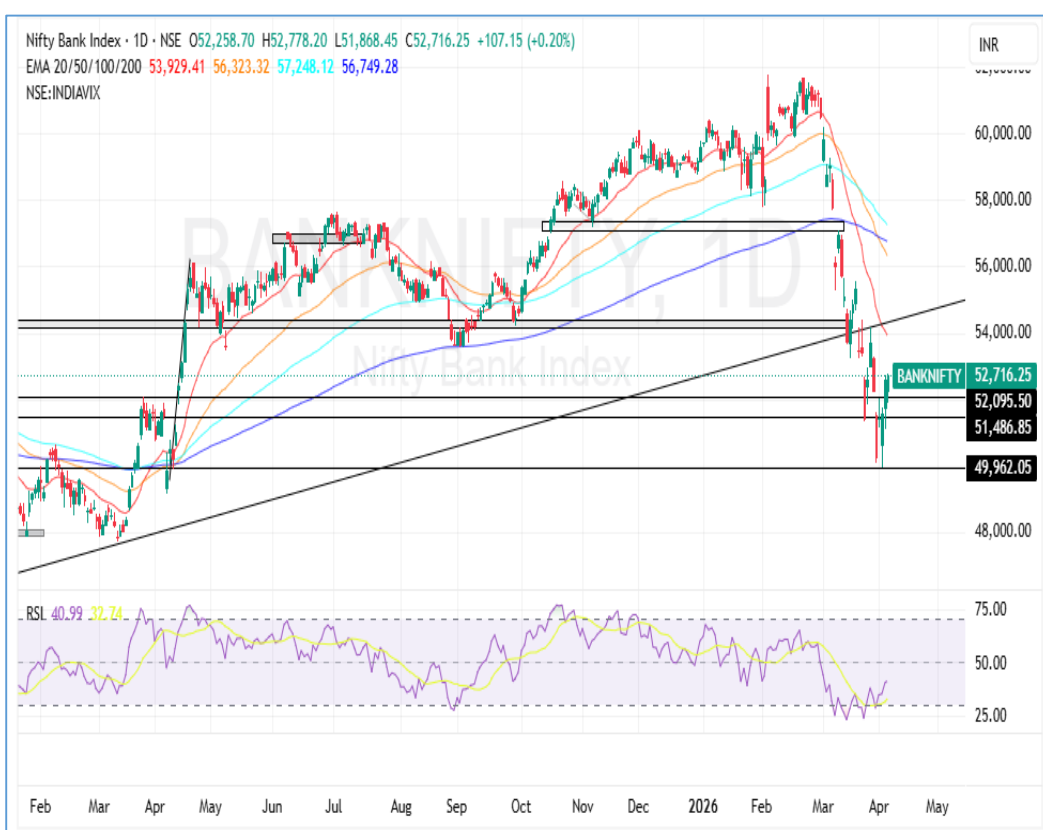 Nifty Bank Index · 1D · NSE O52,258.70 H52,778.20 L51,868.45 C52,716.25 +107.15 (+0.20%)
INR
EMA 20/50/100/200 53,929.41 56,323.32 57,248.12 56,749.28
NSE:INDIAVIX
60,000.00
58,000.00
BANKNIFTY, 1D
56,000.00
54,000.00
Nifty Bank Index
BANKNIFTY 52,716.25
52,095.50
51,486.85
49,962.05
48,000.00
RSI 40.99 32.74
75.00
50.00
25.00
Feb Mar Apr May Jun Jul Aug Sep Oct Nov Dec 2026 Feb Mar Apr May